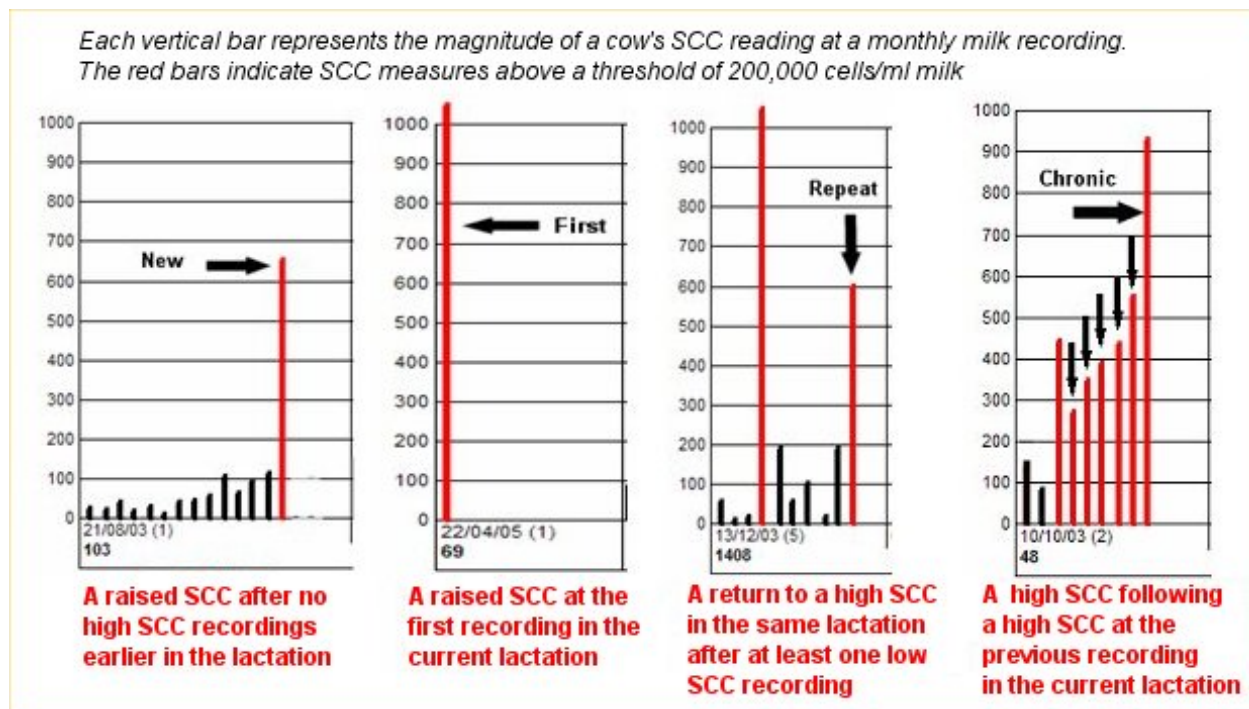 Each vertical bar represents the magnitude of a cow's SCC reading at a monthly milk recording.
The red bars indicate SCC measures above a threshold of 200,000 cells/ml milk
1000
900
800
700
600
500
400
300
200
100
0
New
21/08/03 (1)
103
A raised SCC after no
high SCC recordings
earlier in the lactation
1000
900
800
700
600
500
400
300
200
100
0
First
22/04/05 (1)
69
A raised SCC at the
first recording in the
current lactation
1000
900
800
700
600
500
400
300
200
100
0
Repeat
13/12/03 (5)
1408
A return to a high SCC
in the same lactation
after at least one low
SCC recording
1000
900
800
700
600
500
400
300
200
100
0
Chronic
10/10/03 (2)
48
A high SCC following
a high SCC at the
previous recording
in the current lactation